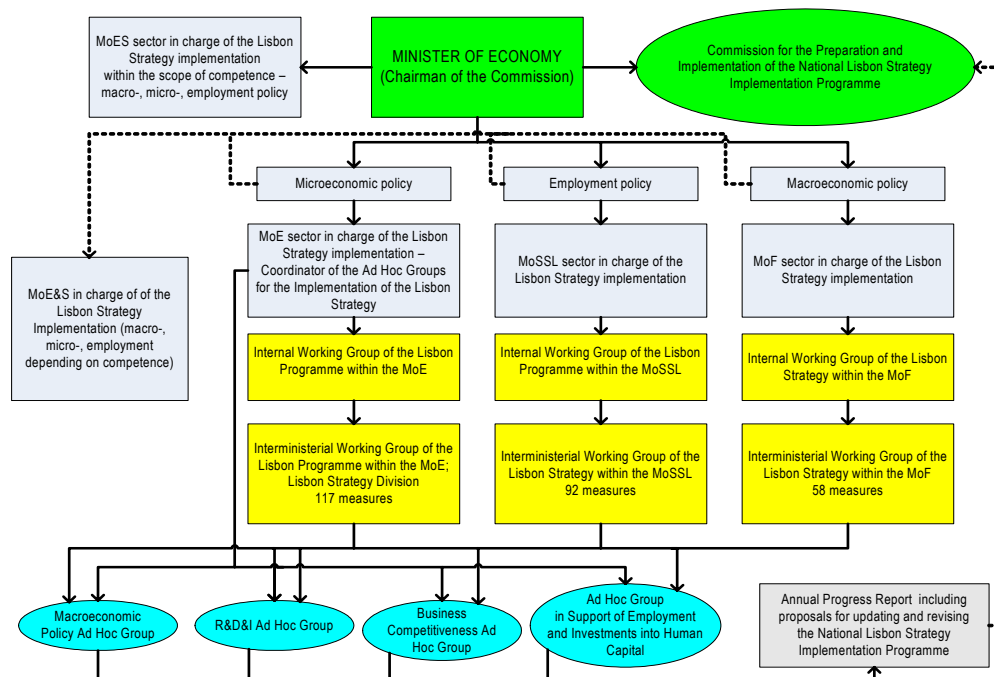 MoES sector in charge of the Lisbon
Strategy implementation
within the scope of competence –
macro-, micro-, employment policy
MINISTER OF ECONOMY
(Chairman of the Commission)
Commission for the Preparation and
Implementation of the National Lisbon Strategy
Implementation Programme
Microeconomic policy
Employment policy
Macroeconomic policy
MoE&S in charge of of the
Lisbon Strategy
Implementation (macro-,
micro-, employment
depending on competence)
MoE sector in charge of the Lisbon
Strategy implementation –
Coordinator of the Ad Hoc Groups
for the Implementation of the Lisbon
Strategy
MoSSL sector in charge of the
Lisbon Strategy implementation
MoF sector in charge of the Lisbon
Strategy implementation
Internal Working Group of the Lisbon
Programme within the MoE
Internal Working Group of the Lisbon
Programme within the MoSSL
Internal Working Group of the Lisbon
Strategy within the MoF
Interministerial Working Group of the
Lisbon Programme within the MoE;
Lisbon Strategy Division
117 measures
Interministerial Working Group of the
Lisbon Strategy within the MoSSL
92 measures
Interministerial Working Group of the
Lisbon Strategy within the MoF
58 measures
Macroeconomic
Policy Ad Hoc Group
R&D&I Ad Hoc Group
Business
Competitiveness Ad
Hoc Group
Ad Hoc Group
in Support of Employment
and Investments into Human
Capital
Annual Progress Report including
proposals for updating and revising
the National Lisbon Strategy
Implementation Programme